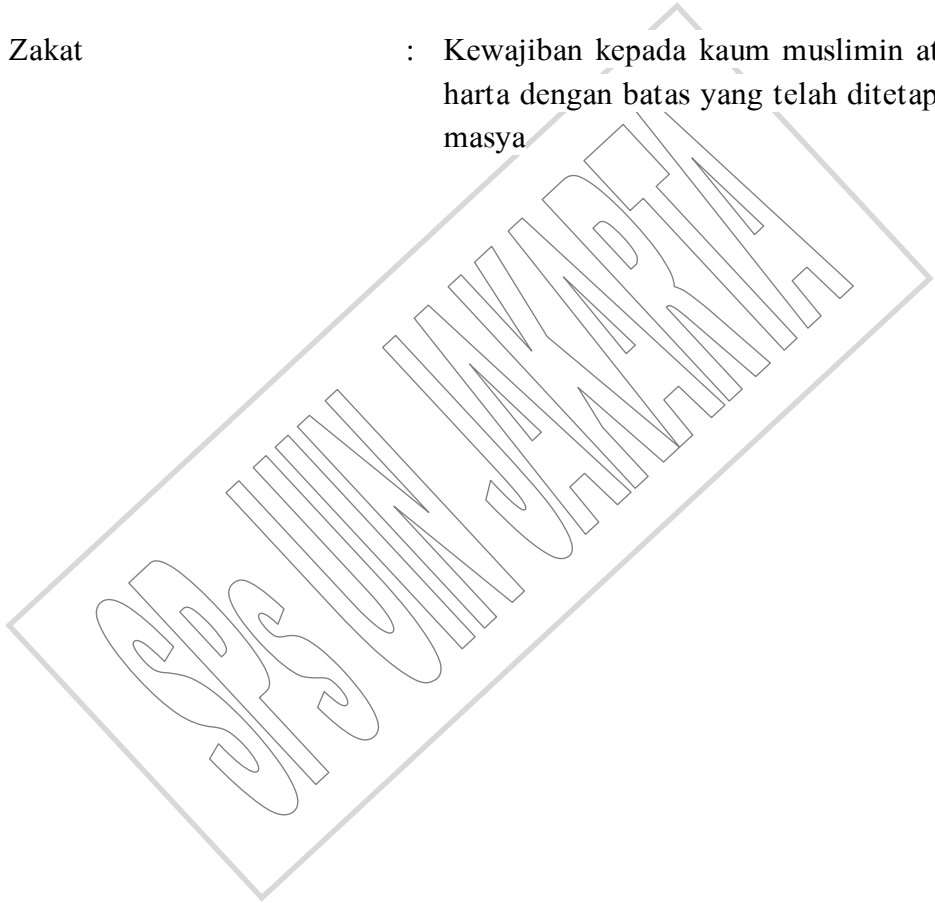 Zakat : Kewajiban kepada kaum muslimin at
harta dengan batas yang telah ditetap
masya
SPs UIN JAKARTA